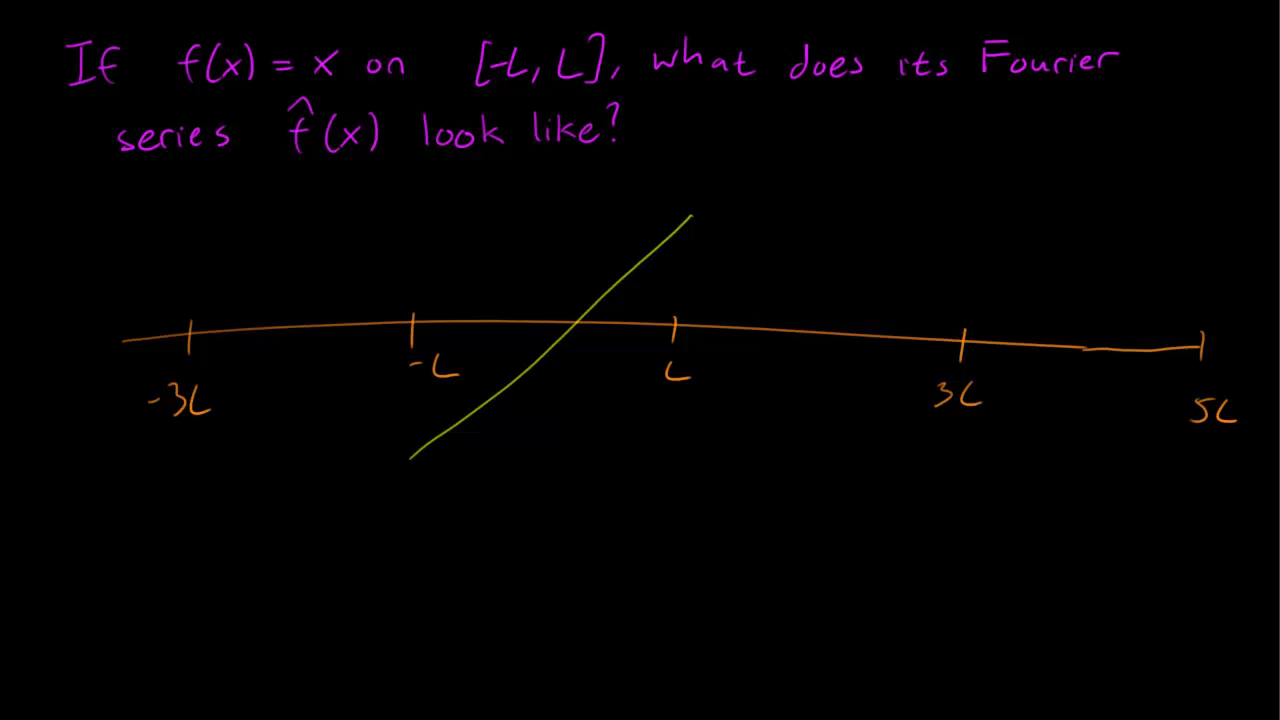 If f(x) = x on [-L, L], what does its Fourier
series f̂(x) look like?
-3L -L L 3L 5L